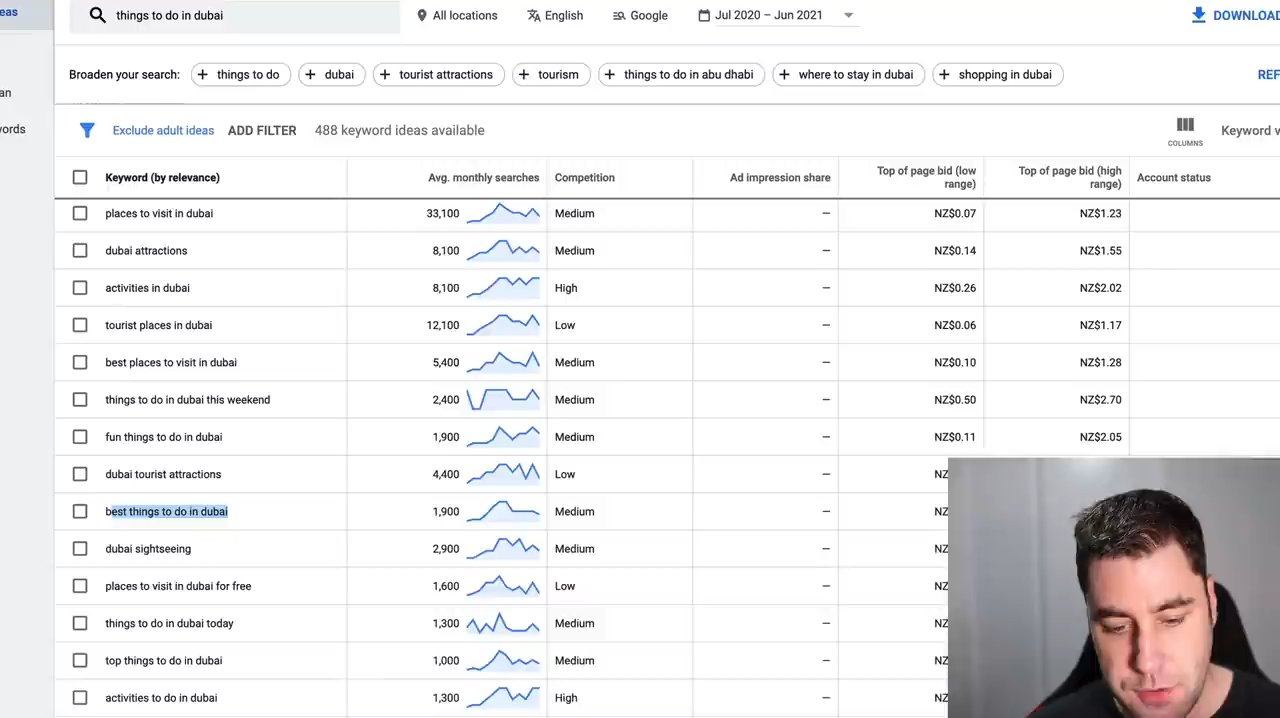 eas
things to do in dubai
All locations
English
Google
Jul 2020 – Jun 2021
DOWNLOAD
Broaden your search:
+ things to do
+ dubai
+ tourist attractions
+ tourism
+ things to do in abu dhabi
+ where to stay in dubai
+ shopping in dubai
REF
an
words
Exclude adult ideas
ADD FILTER
488 keyword ideas available
COLUMNS
Keyword v
Keyword (by relevance) Avg. monthly searches Competition Ad impression share Top of page bid (low range) Top of page bid (high range) Account status
places to visit in dubai 33,100 Medium – NZ$0.07 NZ$1.23
dubai attractions 8,100 Medium – NZ$0.14 NZ$1.55
activities in dubai 8,100 High – NZ$0.26 NZ$2.02
tourist places in dubai 12,100 Low – NZ$0.06 NZ$1.17
best places to visit in dubai 5,400 Medium – NZ$0.10 NZ$1.28
things to do in dubai this weekend 2,400 Medium – NZ$0.50 NZ$2.70
fun things to do in dubai 1,900 Medium – NZ$0.11 NZ$2.05
dubai tourist attractions 4,400 Low – NZ
best things to do in dubai 1,900 Medium – NZ
dubai sightseeing 2,900 Medium – NZ
places to visit in dubai for free 1,600 Low – NZ
things to do in dubai today 1,300 Medium – NZ
top things to do in dubai 1,000 Medium – NZ
activities to do in dubai 1,300 High – NZ